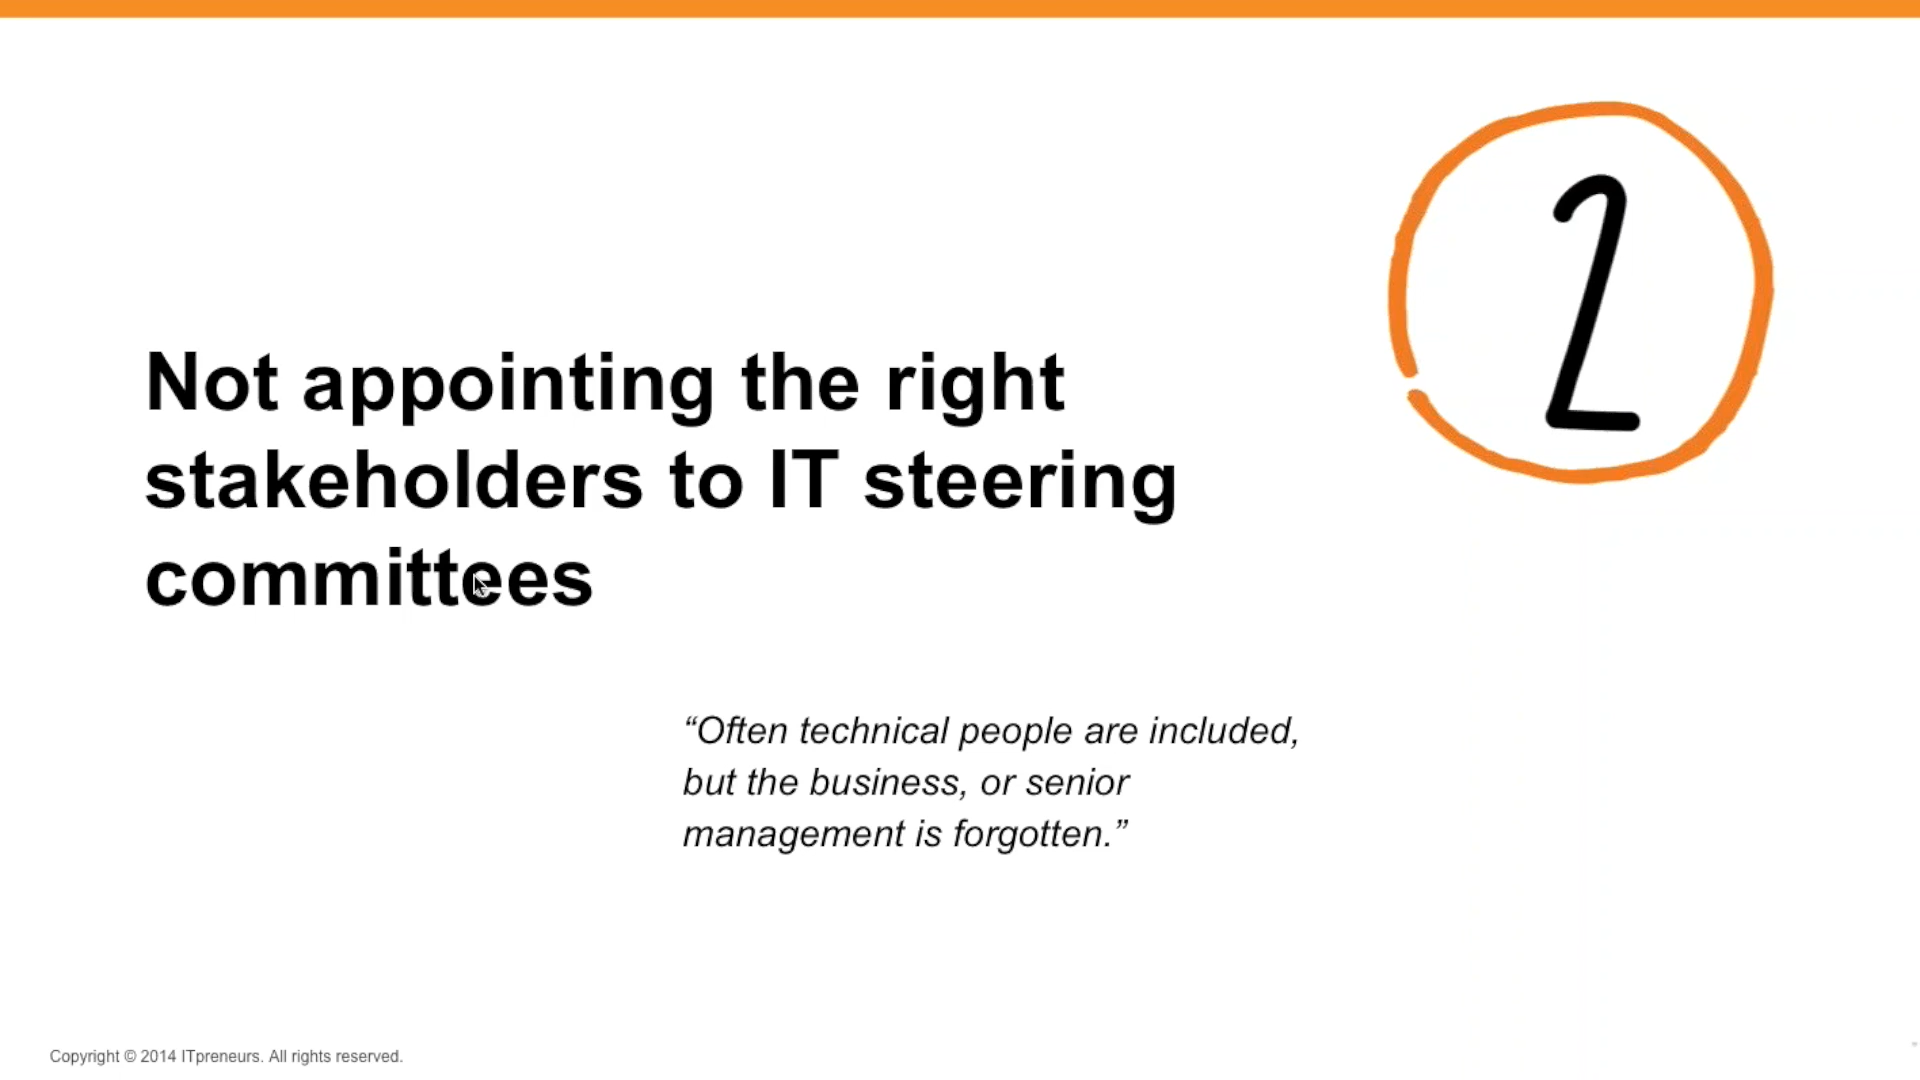 2
Not appointing the right
stakeholders to IT steering
committees
“Often technical people are included,
but the business, or senior
management is forgotten.”
Copyright © 2014 ITpreneurs. All rights reserved.